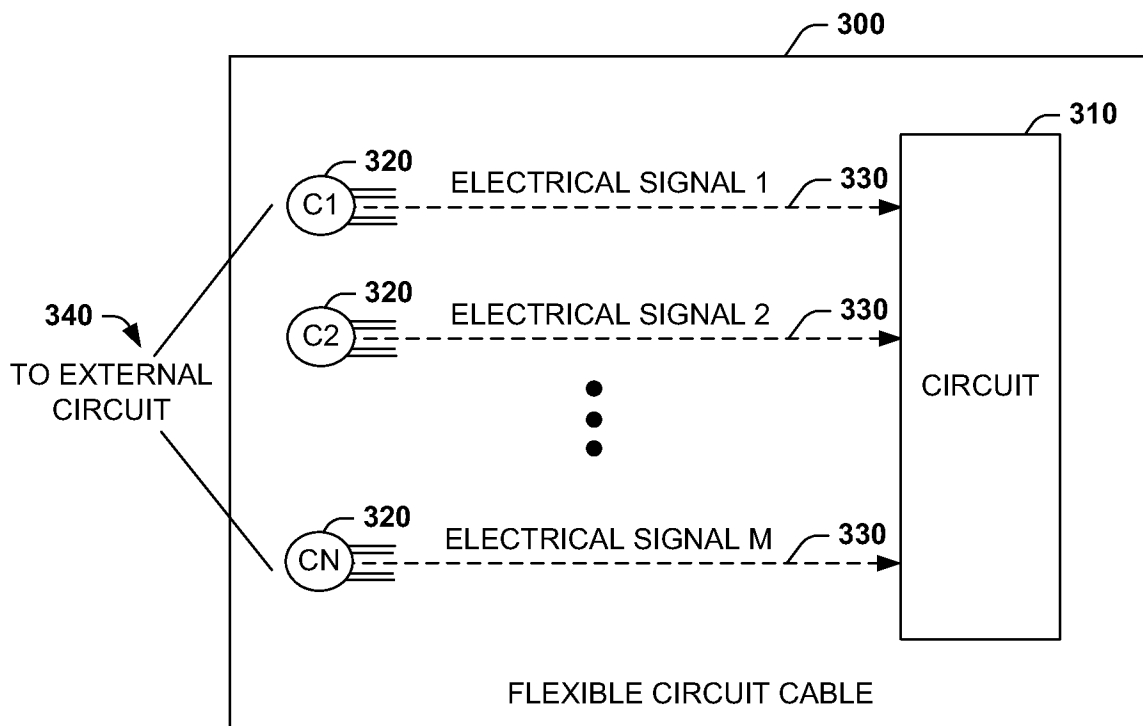 300
310
320
C1
ELECTRICAL SIGNAL 1
330
320
C2
ELECTRICAL SIGNAL 2
330
340
TO EXTERNAL
CIRCUIT
CIRCUIT
320
CN
ELECTRICAL SIGNAL M
330
FLEXIBLE CIRCUIT CABLE